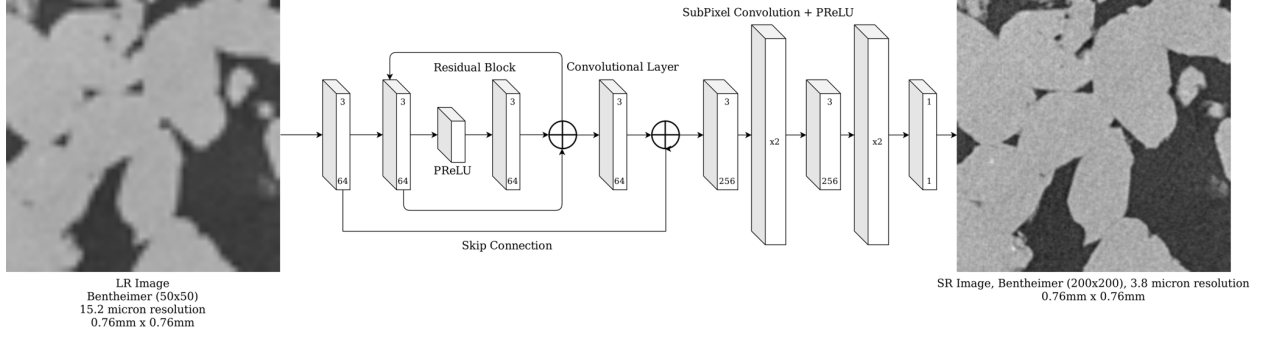 SubPixel Convolution + PReLU
Residual Block
Convolutional Layer
3
3
3
3
3
3
1
x2
x2
PReLU
64
64
64
64
256
256
1
Skip Connection
LR Image
Bentheimer (50x50)
15.2 micron resolution
0.76mm x 0.76mm
SR Image, Bentheimer (200x200), 3.8 micron resolution
0.76mm x 0.76mm